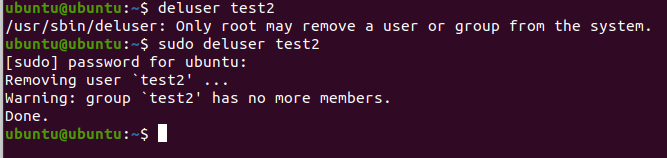 ubuntu@ubuntu:~$ deluser test2
/usr/sbin/deluser: Only root may remove a user or group from the system.
ubuntu@ubuntu:~$ sudo deluser test2
[sudo] password for ubuntu:
Removing user `test2' ...
Warning: group `test2' has no more members.
Done.
ubuntu@ubuntu:~$